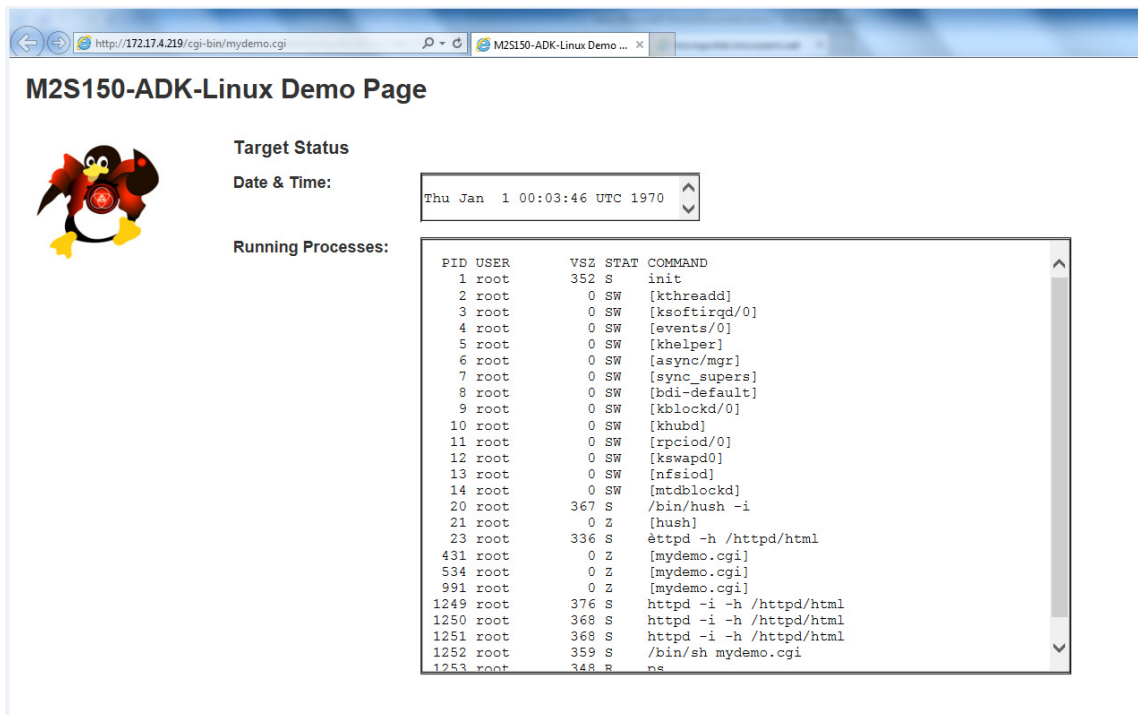 http://172.17.4.219/cgi-bin/mydemo.cgi
M2S150-ADK-Linux Demo ...
M2S150-ADK-Linux Demo Page
Target Status
Date & Time:
Thu Jan  1 00:03:46 UTC 1970
Running Processes:
PID USER       VSZ STAT COMMAND
1 root       352 S    init
2 root         0 SW   [kthreadd]
3 root         0 SW   [ksoftirqd/0]
4 root         0 SW   [events/0]
5 root         0 SW   [khelper]
6 root         0 SW   [async/mgr]
7 root         0 SW   [sync_supers]
8 root         0 SW   [bdi-default]
9 root         0 SW   [kblockd/0]
10 root         0 SW   [khubd]
11 root         0 SW   [rpciod/0]
12 root         0 SW   [kswapd0]
13 root         0 SW   [nfsiod]
14 root         0 SW   [mtdblockd]
20 root       367 S    /bin/hush -i
21 root         0 Z    [hush]
23 root       336 S    èttpd -h /httpd/html
431 root         0 Z    [mydemo.cgi]
534 root         0 Z    [mydemo.cgi]
991 root         0 Z    [mydemo.cgi]
1249 root       376 S    httpd -i -h /httpd/html
1250 root       368 S    httpd -i -h /httpd/html
1251 root       368 S    httpd -i -h /httpd/html
1252 root       359 S    /bin/sh mydemo.cgi
1253 root       348 R    ps